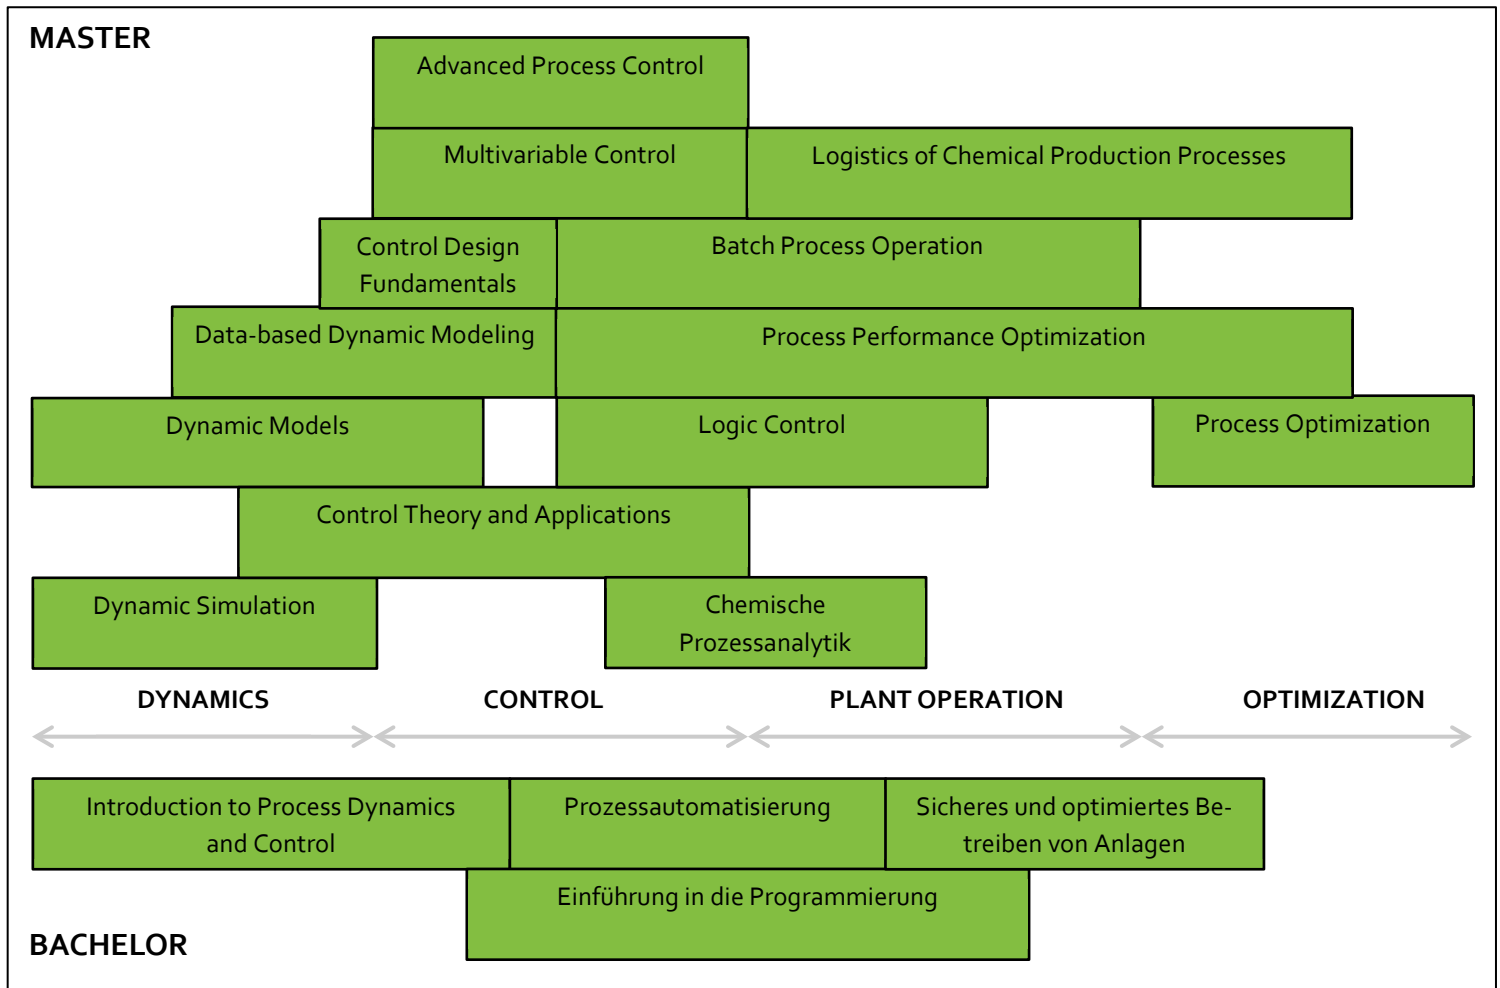 MASTER
Advanced Process Control
Multivariable Control
Logistics of Chemical Production Processes
Control Design
Fundamentals
Batch Process Operation
Data-based Dynamic Modeling
Process Performance Optimization
Dynamic Models
Logic Control
Process Optimization
Control Theory and Applications
Dynamic Simulation
Chemische
Prozessanalytik
DYNAMICS
CONTROL
PLANT OPERATION
OPTIMIZATION
Introduction to Process Dynamics
and Control
Prozessautomatisierung
Sicheres und optimiertes Be-
treiben von Anlagen
Einführung in die Programmierung
BACHELOR